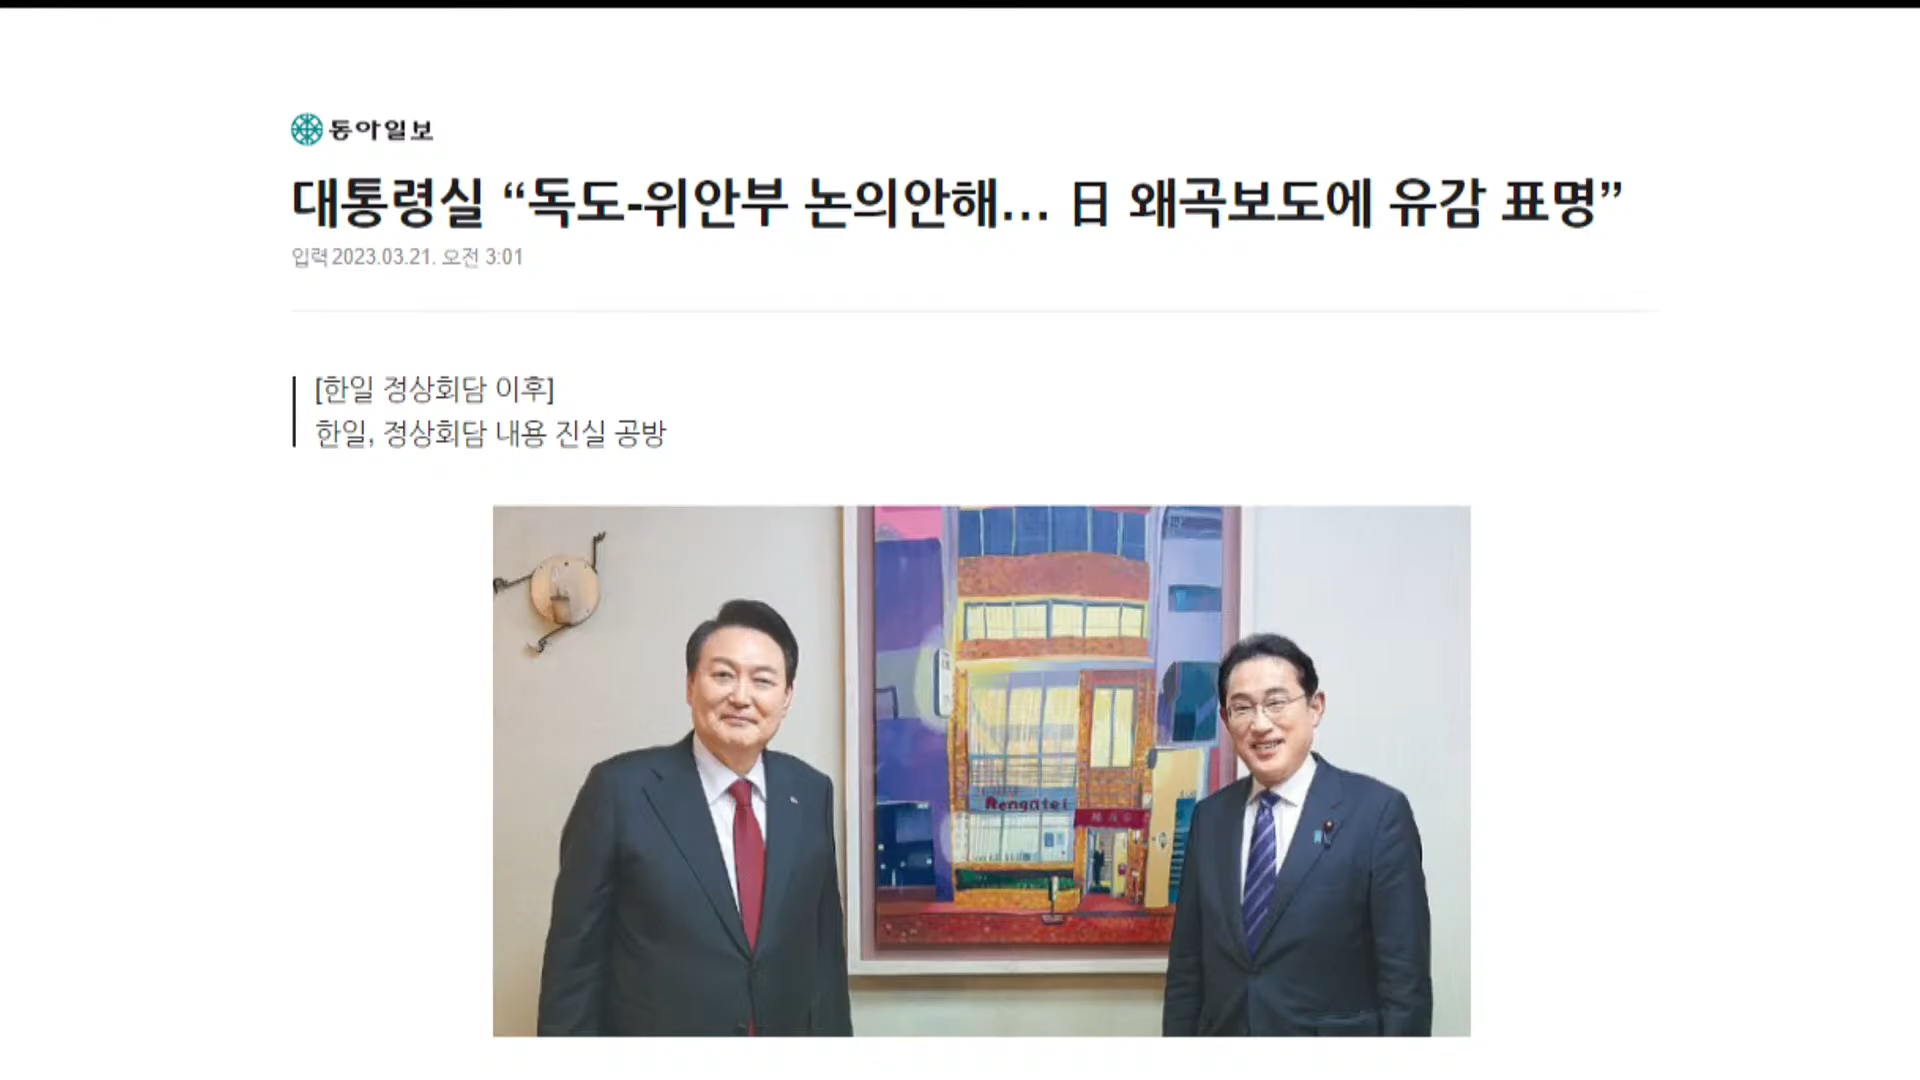 동아일보
대통령실 “독도-위안부 논의안해... 日 왜곡보도에 유감 표명”
입력 2023.03.21. 오전 3:01
[한일 정상회담 이후]
한일, 정상회담 내용 진실 공방
Rengatei